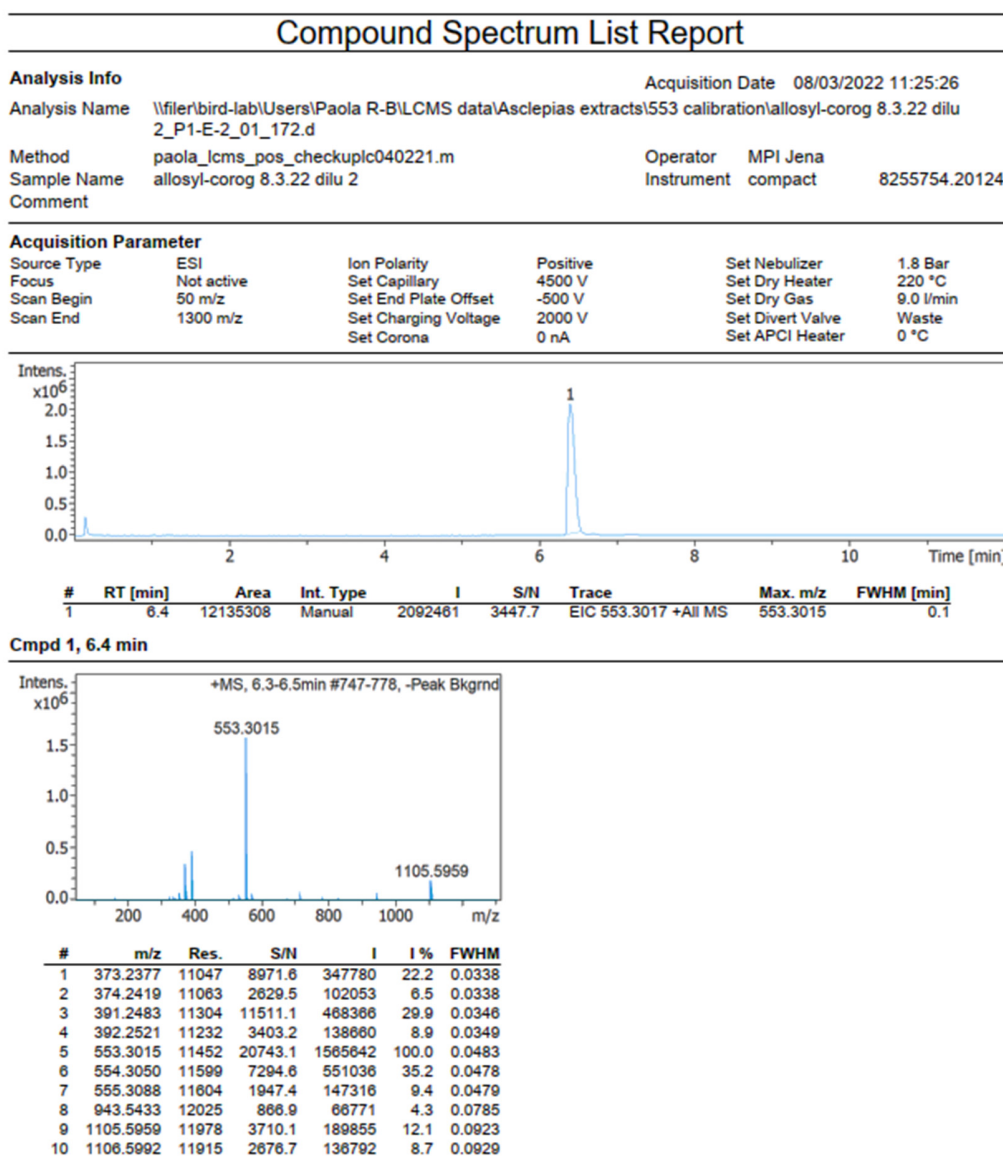 Compound Spectrum List Report
Analysis Info
Acquisition Date 08/03/2022 11:25:26
Analysis Name \\filer\bird-lab\Users\Paola R-B\LCMS data\Asclepias extracts\553 calibration\allosyl-corog 8.3.22 dilu
2_P1-E-2_01_172.d
Method paola_lcms_pos_checkuplc040221.m Operator MPI Jena
Sample Name allosyl-corog 8.3.22 dilu 2 Instrument compact 8255754.20124
Comment
Acquisition Parameter
Source Type ESI Ion Polarity Positive Set Nebulizer 1.8 Bar
Focus Not active Set Capillary 4500 V Set Dry Heater 220 °C
Scan Begin 50 m/z Set End Plate Offset -500 V Set Dry Gas 9.0 l/min
Scan End 1300 m/z Set Charging Voltage 2000 V Set Divert Valve Waste
Set Corona 0 nA Set APCI Heater 0 °C
Intens.
x10⁶
2.0
1.5
1.0
0.5
0.0
1
2 4 6 8 10 Time [min]
# RT [min] Area Int. Type I S/N Trace Max. m/z FWHM [min]
1 6.4 12135308 Manual 2092461 3447.7 EIC 553.3017 +All MS 553.3015 0.1
Cmpd 1, 6.4 min
Intens.
x10⁶
+MS, 6.3-6.5min #747-778, -Peak Bkgrnd
553.3015
1.5
1.0
0.5
1105.5959
0.0
200 400 600 800 1000 m/z
# m/z Res. S/N I I % FWHM
1 373.2377 11047 8971.6 347780 22.2 0.0338
2 374.2419 11063 2629.5 102053 6.5 0.0338
3 391.2483 11304 11511.1 468366 29.9 0.0346
4 392.2521 11232 3403.2 138660 8.9 0.0349
5 553.3015 11452 20743.1 1565642 100.0 0.0483
6 554.3050 11599 7294.6 551036 35.2 0.0478
7 555.3088 11604 1947.4 147316 9.4 0.0479
8 943.5433 12025 866.9 66771 4.3 0.0785
9 1105.5959 11978 3710.1 189855 12.1 0.0923
10 1106.5992 11915 2676.7 136792 8.7 0.0929